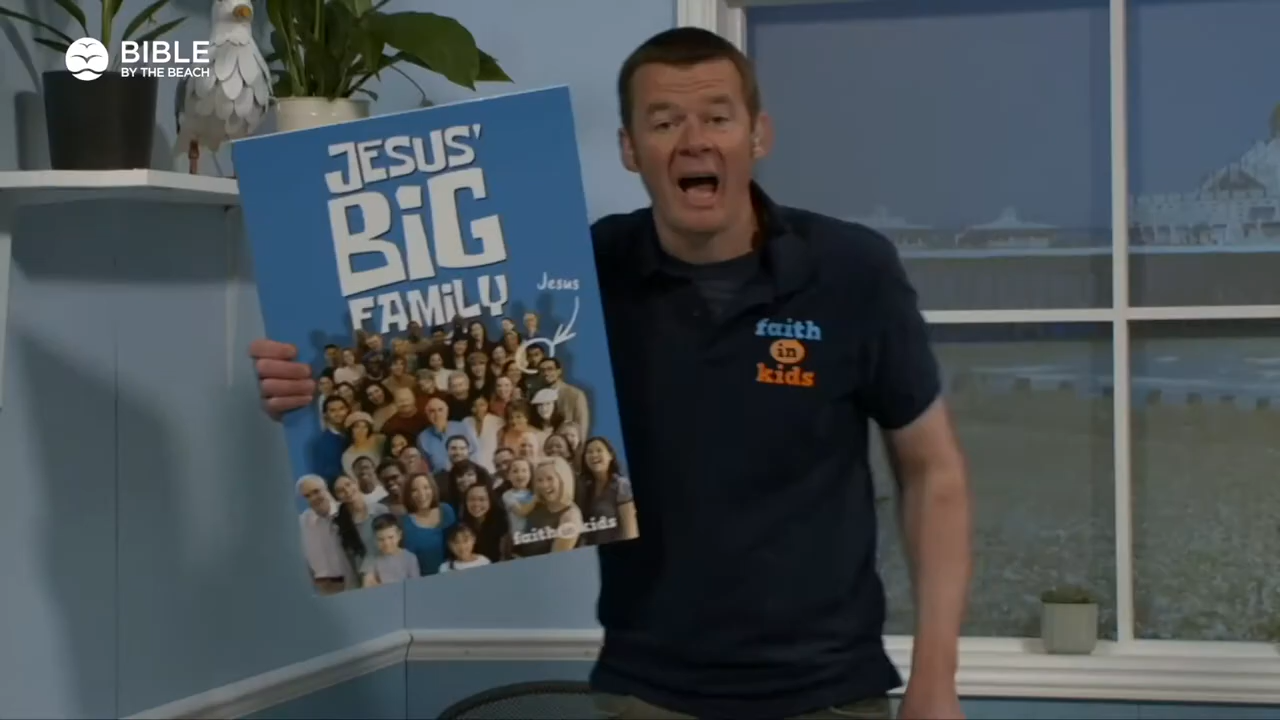 BIBLE
BY THE BEACH
JESUS'
BiG
FAMiLY
Jesus
faith in kids
faith
in
kids